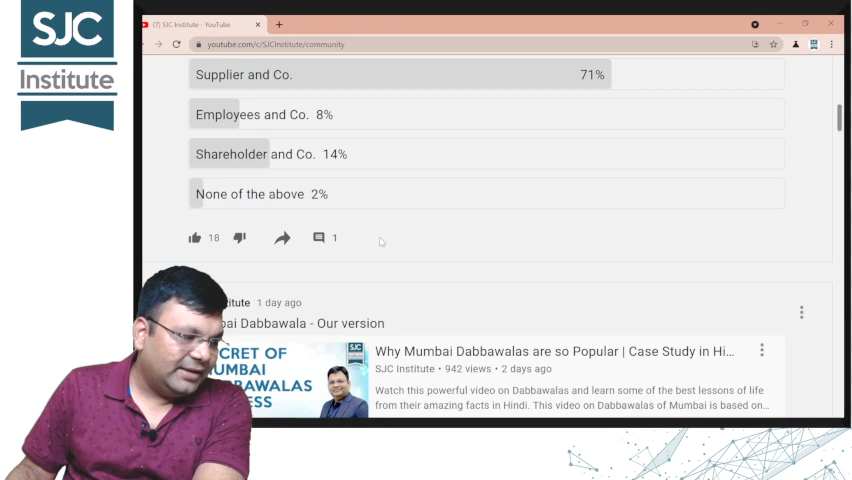 SJC
Institute
(7) SJC Institute - YouTube
youtube.com/c/SJCInstitute/community
Supplier and Co. 71%
Employees and Co. 8%
Shareholder and Co. 14%
None of the above 2%
18 1
itute 1 day ago
bai Dabbawala - Our version
CRET OF
UMBAI
BBAWALAS
ESS
SJC
Why Mumbai Dabbawalas are so Popular | Case Study in Hi...
SJC Institute • 942 views • 2 days ago
Watch this powerful video on Dabbawalas and learn some of the best lessons of life
from their amazing facts in Hindi. This video on Dabbawalas of Mumbai is based on...